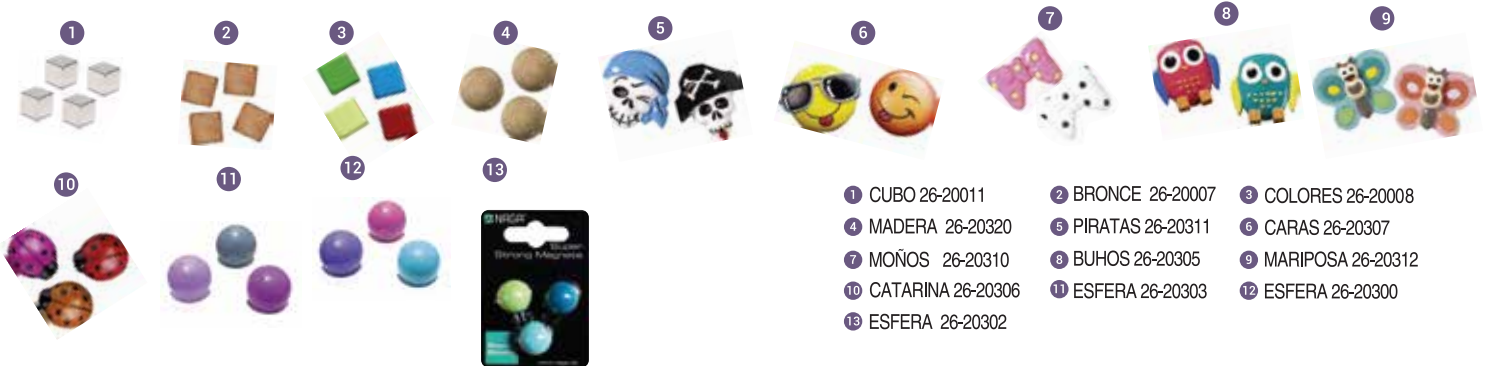 1 2 3 4 5 6 7 8 9
10 11 12 13
NAGA
Super
Strong Magnets
1 CUBO 26-20011 2 BRONCE 26-20007 3 COLORES 26-20008
4 MADERA 26-20320 5 PIRATAS 26-20311 6 CARAS 26-20307
7 MOÑOS 26-20310 8 BUHOS 26-20305 9 MARIPOSA 26-20312
10 CATARINA 26-20306 11 ESFERA 26-20303 12 ESFERA 26-20300
13 ESFERA 26-20302